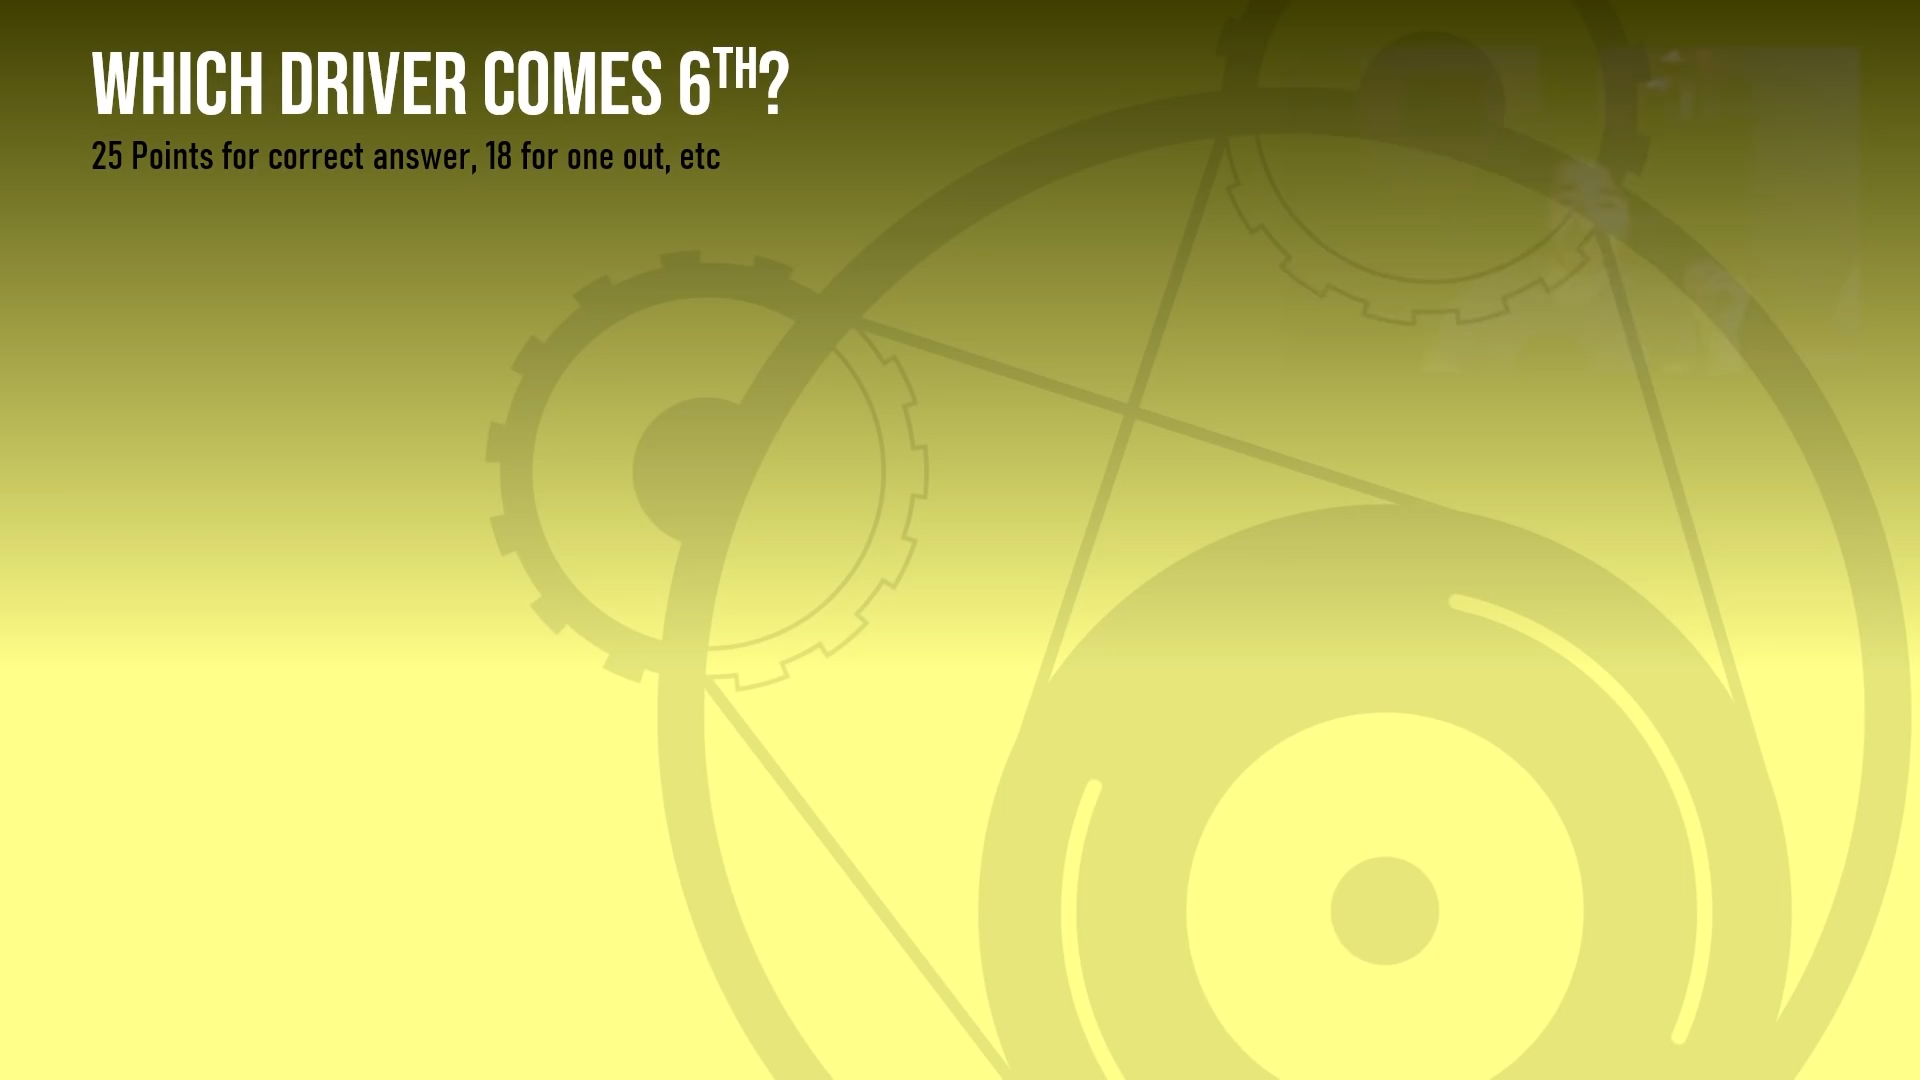 WHICH DRIVER COMES 6TH?
25 Points for correct answer, 18 for one out, etc